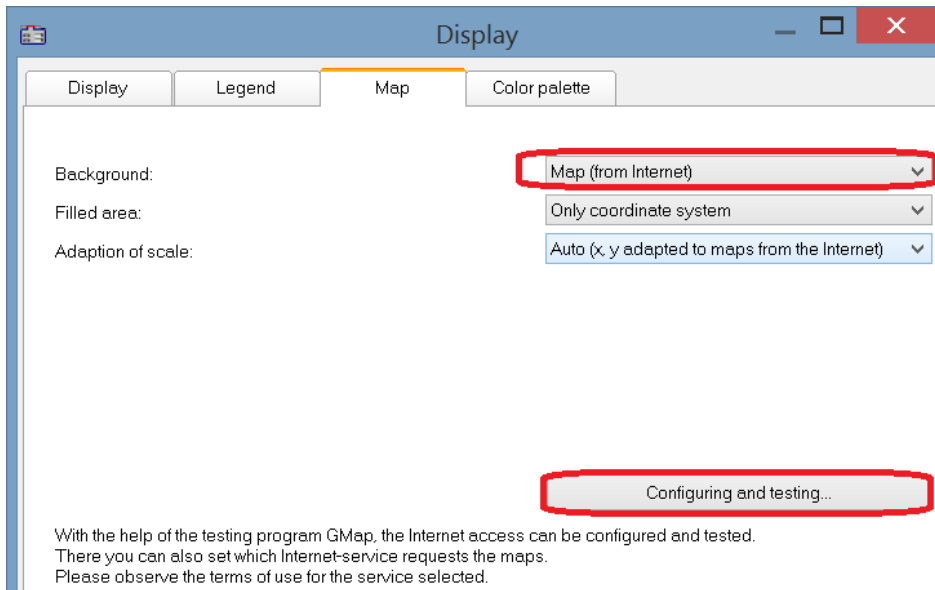 Display
Display Legend Map Color palette
Background: Map (from Internet)
Filled area: Only coordinate system
Adaption of scale: Auto (x, y adapted to maps from the Internet)
Configuring and testing...
With the help of the testing program GMap, the Internet access can be configured and tested.
There you can also set which Internet-service requests the maps.
Please observe the terms of use for the service selected.